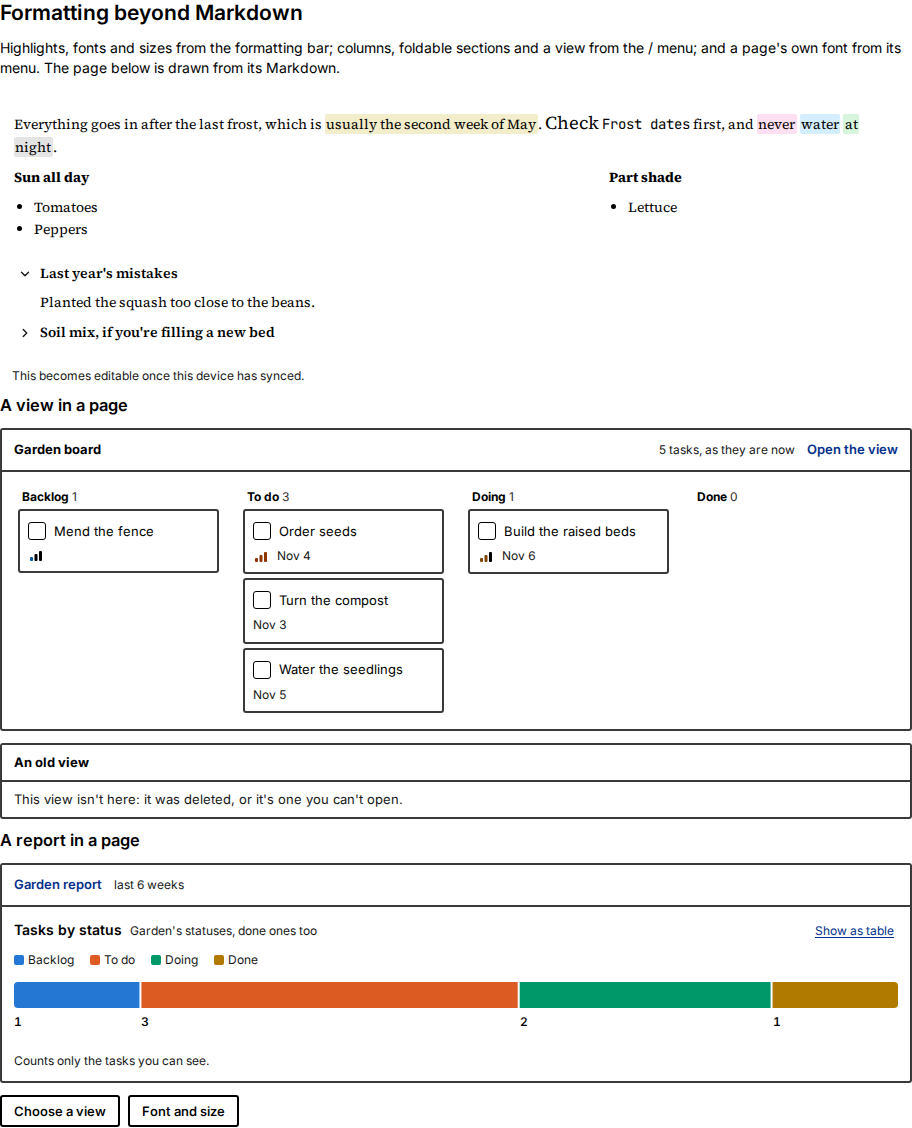 Formatting beyond Markdown
Highlights, fonts and sizes from the formatting bar; columns, foldable sections and a view from the / menu; and a page's own font from its
menu. The page below is drawn from its Markdown.
Everything goes in after the last frost, which is usually the second week of May. Check Frost dates first, and never water at
night.
Sun all day
Tomatoes
Peppers
Part shade
Lettuce
Last year's mistakes
Planted the squash too close to the beans.
Soil mix, if you're filling a new bed
This becomes editable once this device has synced.
A view in a page
Garden board
5 tasks, as they are now Open the view
Backlog 1
Mend the fence
To do 3
Order seeds
Nov 4
Turn the compost
Nov 3
Water the seedlings
Nov 5
Doing 1
Build the raised beds
Nov 6
Done 0
An old view
This view isn't here: it was deleted, or it's one you can't open.
A report in a page
Garden report last 6 weeks
Tasks by status Garden's statuses, done ones too
Show as table
Backlog To do Doing Done
1 3 2 1
Counts only the tasks you can see.
Choose a view
Font and size